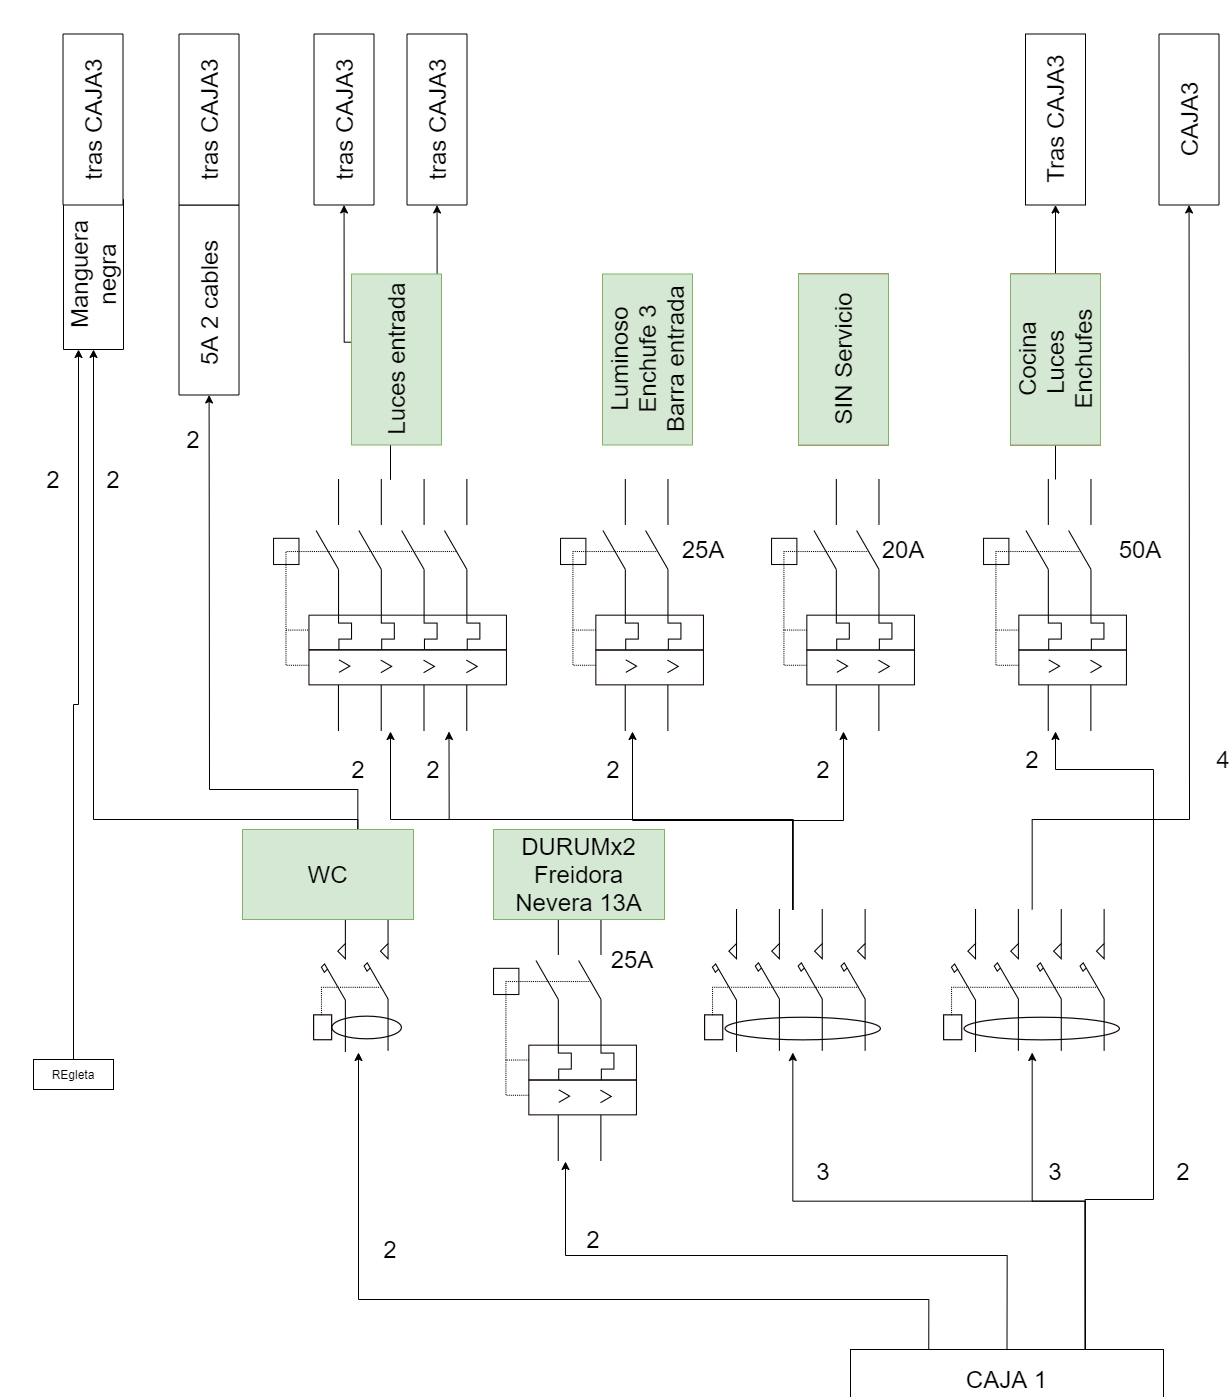 tras CAJA3
tras CAJA3
tras CAJA3
tras CAJA3
Tras CAJA3
CAJA3
Manguera
negra
5A 2 cables
Luces entrada
Luminoso
Enchufe 3
Barra entrada
SIN Servicio
Cocina
Luces
Enchufes
2
2
2
25A
20A
50A
2
2
2
2
2
4
WC
DURUMx2
Freidora
Nevera 13A
25A
REgleta
3
3
2
2
2
CAJA 1